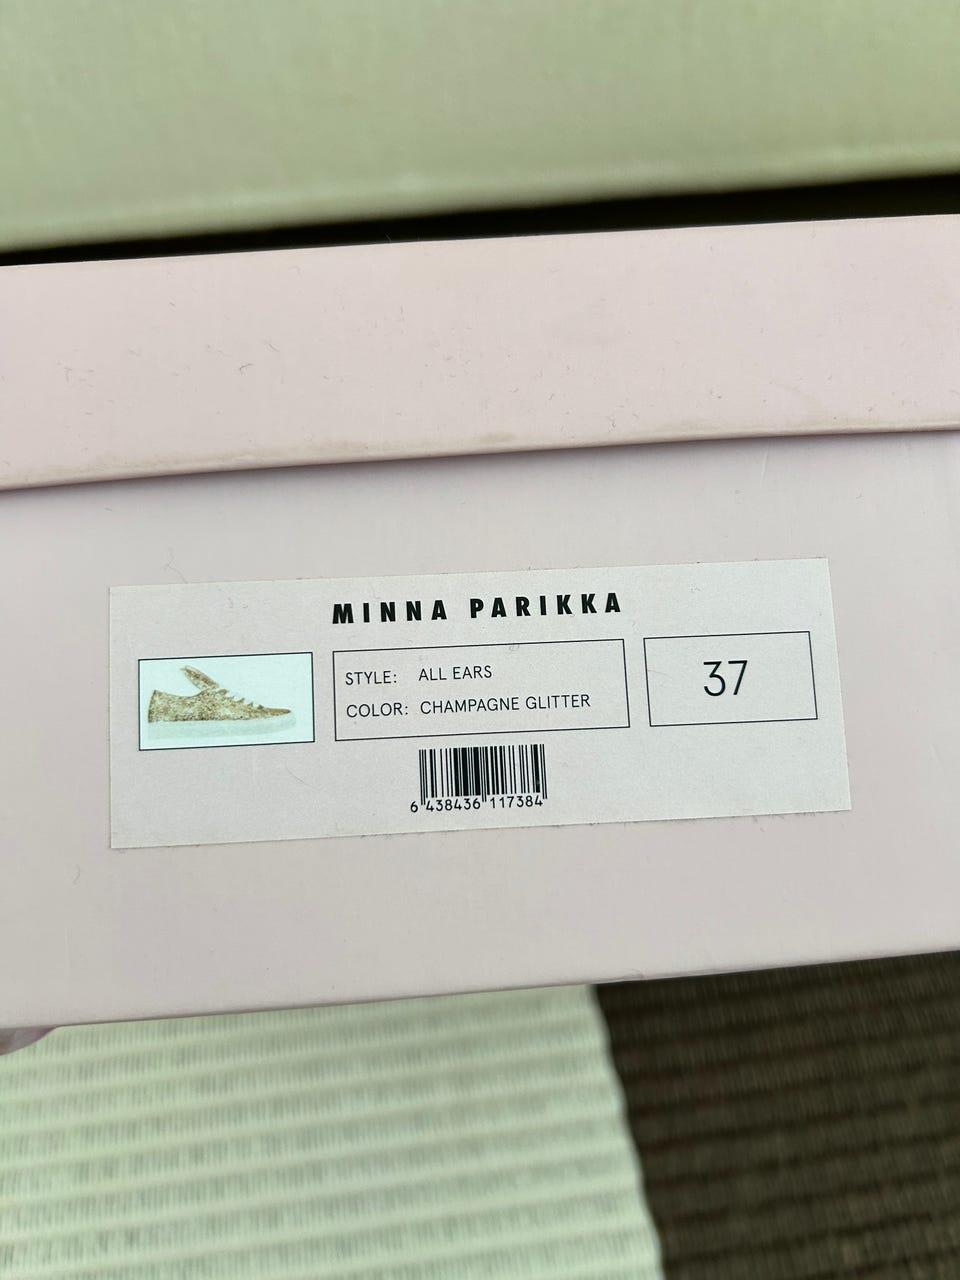 MINNA PARIKKA
STYLE: ALL EARS
COLOR: CHAMPAGNE GLITTER
37
6 438436 117384